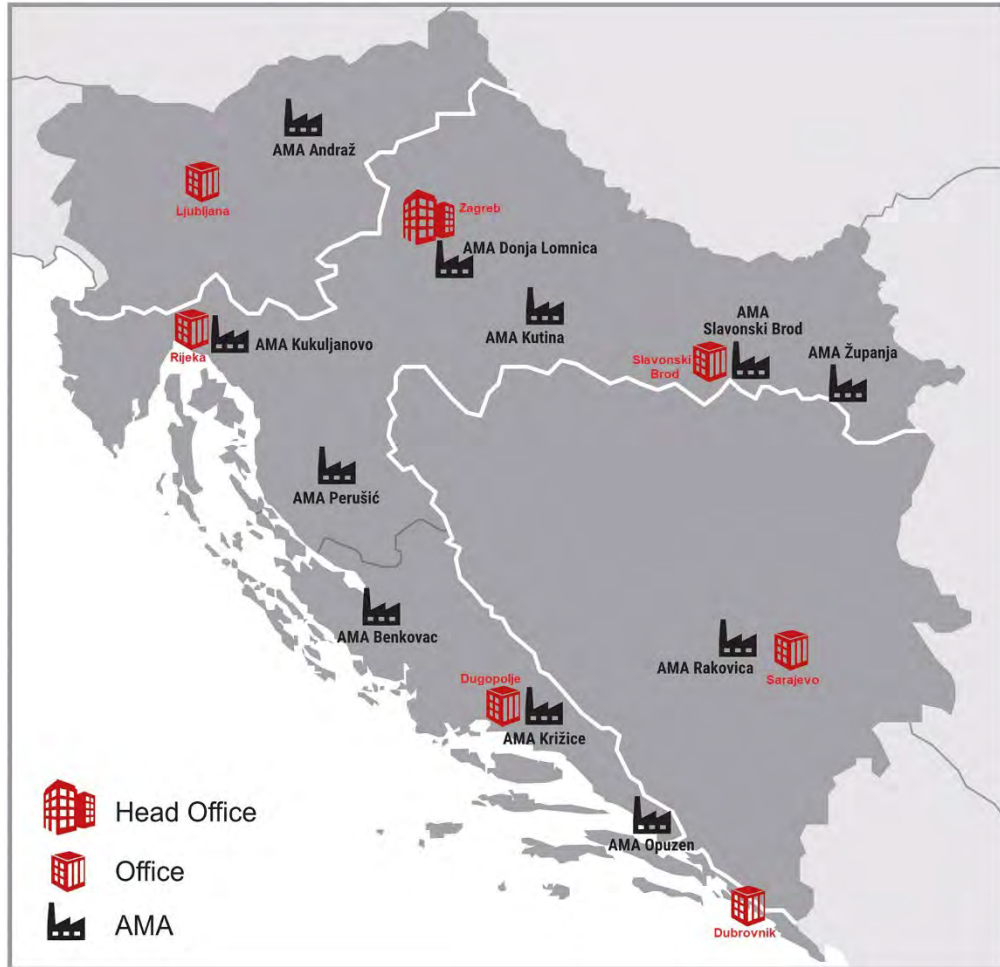 AMA Andraž
Ljubljana
Zagreb
AMA Donja Lomnica
AMA Kutina
AMA
Slavonski Brod
AMA Županja
Slavonski
Brod
Rijeka
AMA Kukuljanovo
AMA Perušić
AMA Benkovac
AMA Rakovica
Sarajevo
Dugopolje
AMA Križice
AMA Opuzen
Dubrovnik
Head Office
Office
AMA